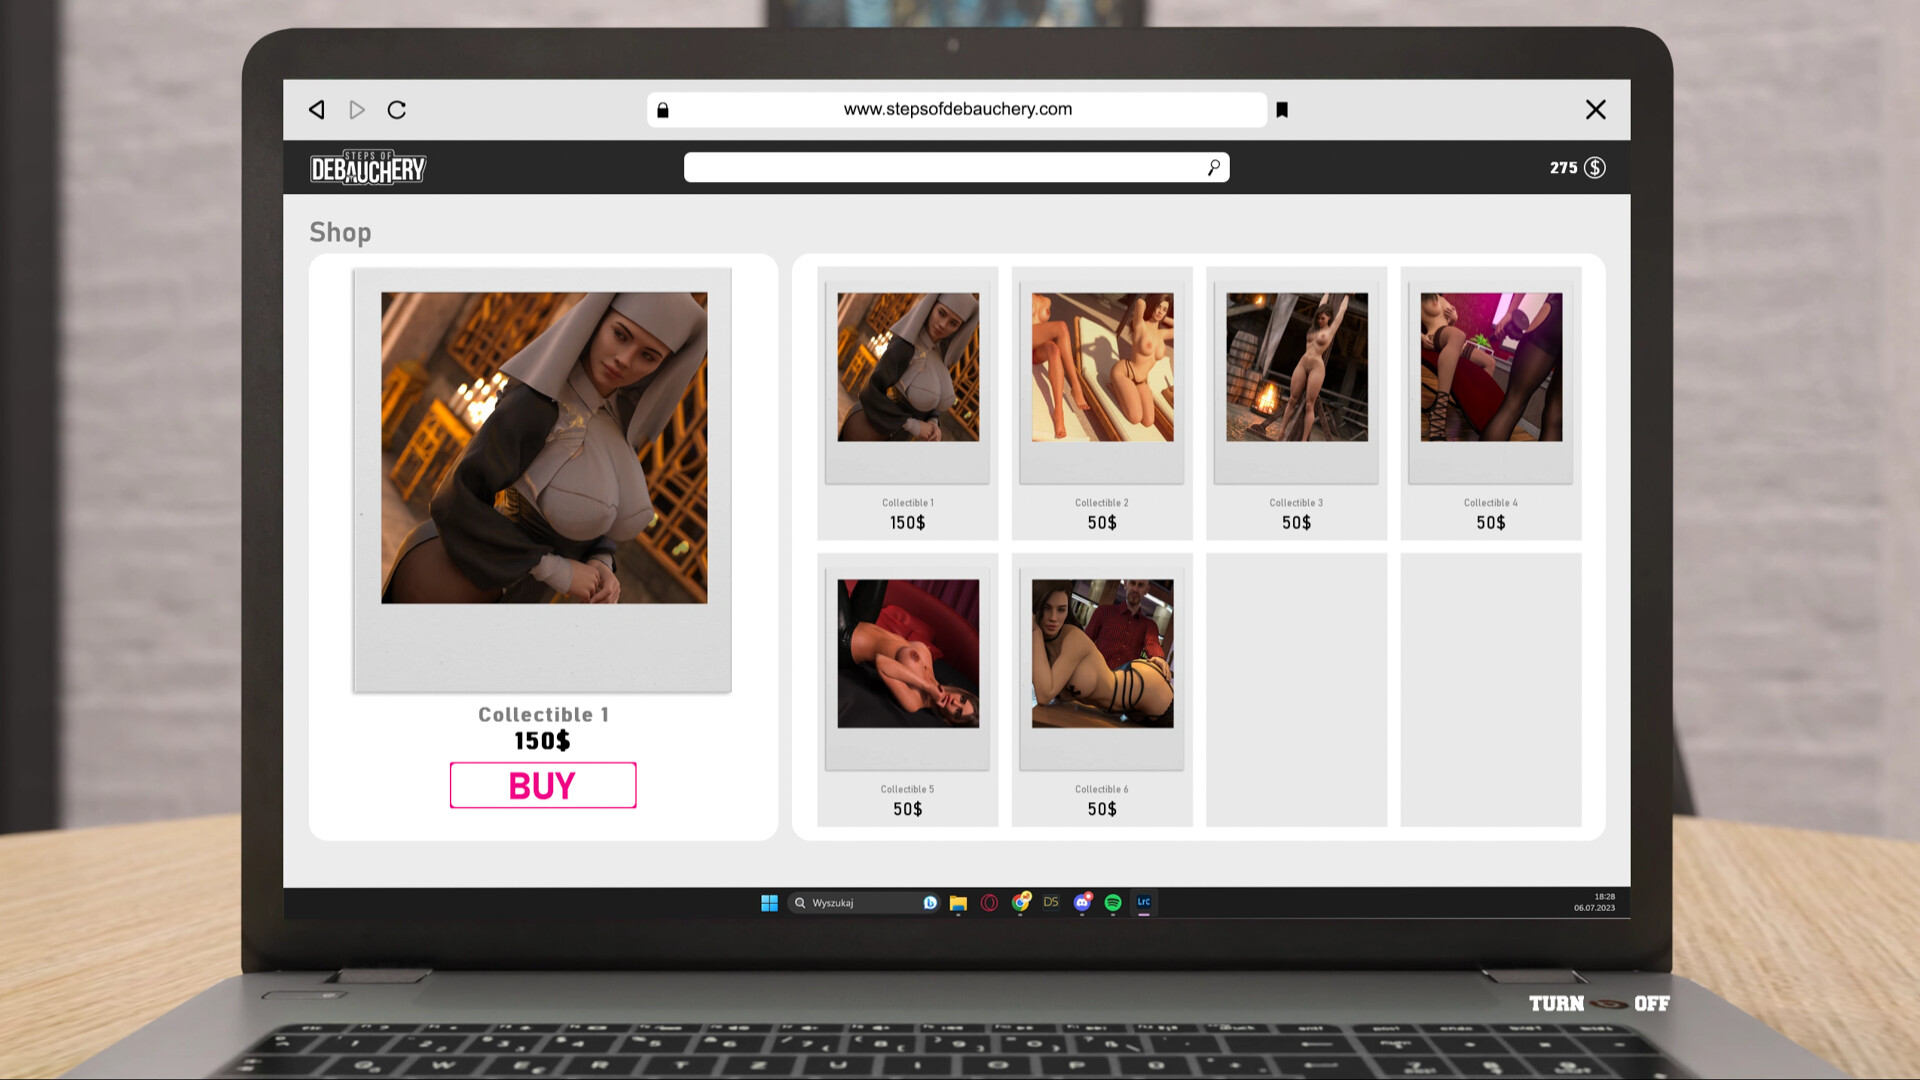 www.stepsofdebauchery.com
STEPS OF
DEBAUCHERY
275 $
Shop
Collectible 1
150$
BUY
Collectible 1
150$
Collectible 2
50$
Collectible 3
50$
Collectible 4
50$
Collectible 5
50$
Collectible 6
50$
Wyszukaj
DS
LrC
18:28
06.07.2023
TURN OFF